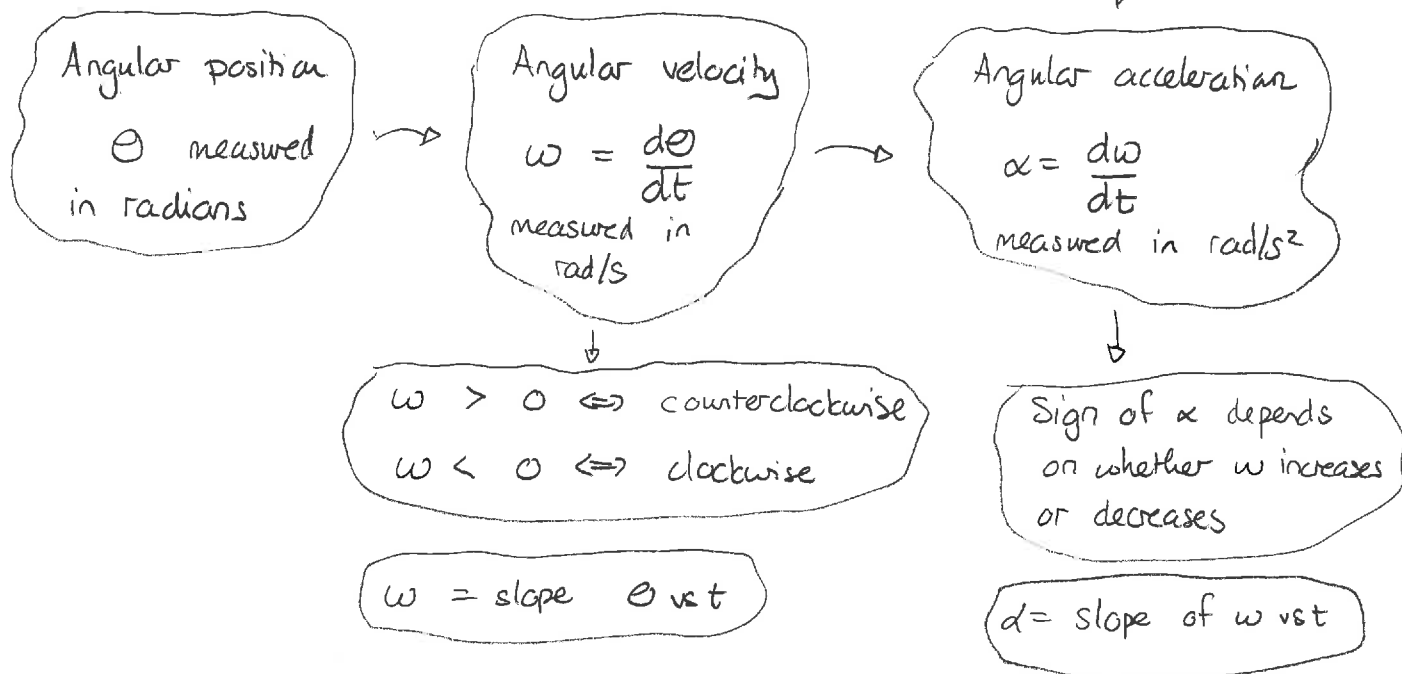 Angular position
θ measured
in radians
Angular velocity
ω = dθ/dt
measured in
rad/s
Angular acceleration
α = dω/dt
measured in rad/s²
ω > 0 ⇔ counterclockwise
ω < 0 ⇔ clockwise
ω = slope θ vs t
Sign of α depends
on whether ω increases
or decreases
α = slope of ω vs t